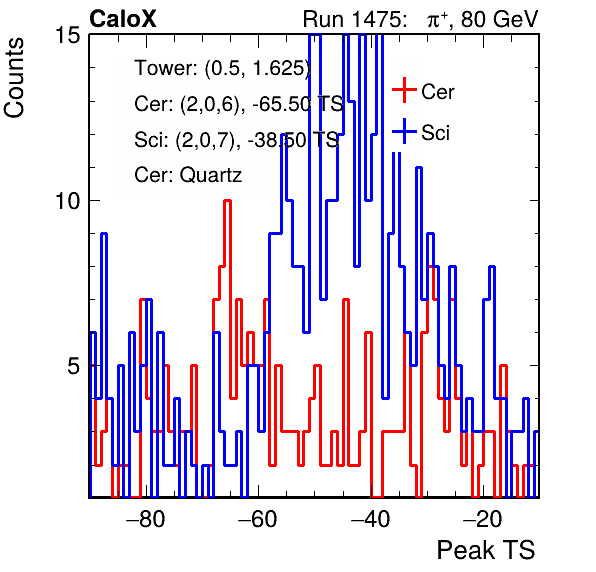 CaloX Run 1475: π⁺, 80 GeV
Counts
15
10
5
Tower: (0.5, 1.625)
Cer: (2,0,6), -65.50 TS
Sci: (2,0,7), -38.50 TS
Cer: Quartz
Cer
Sci
−80 −60 −40 −20
Peak TS